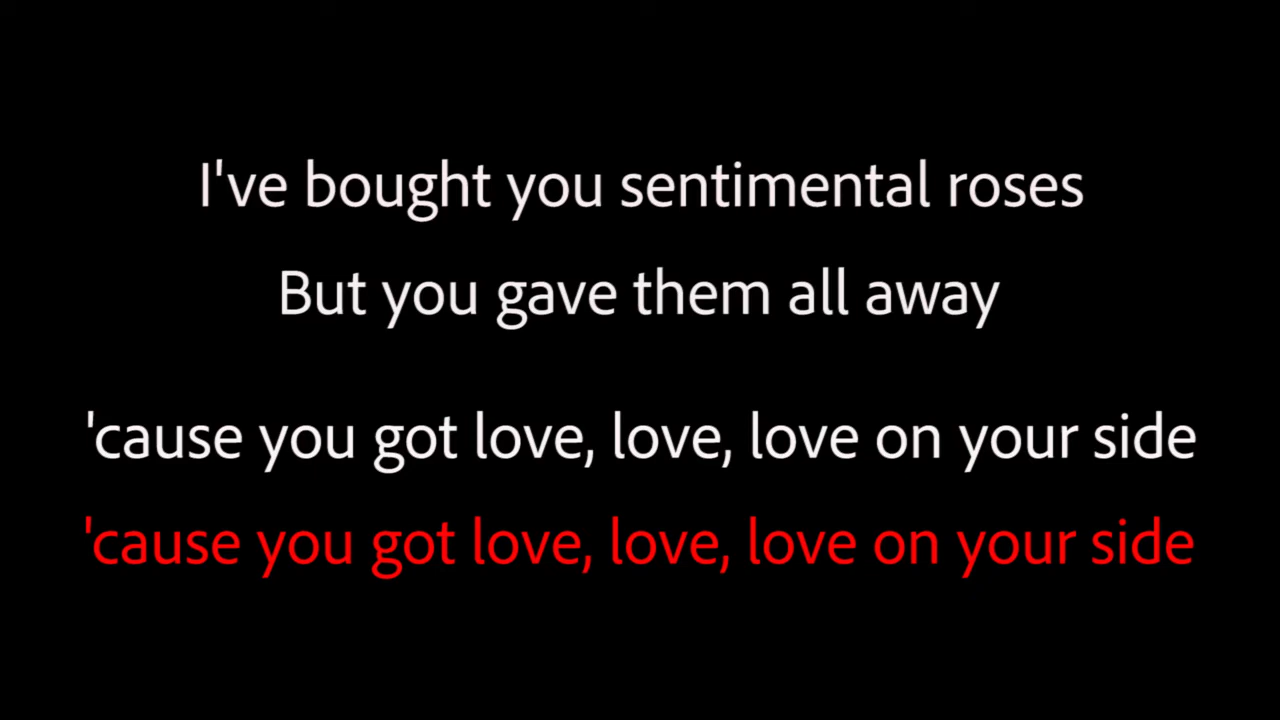 I've bought you sentimental roses
But you gave them all away
'cause you got love, love, love on your side
'cause you got love, love, love on your side